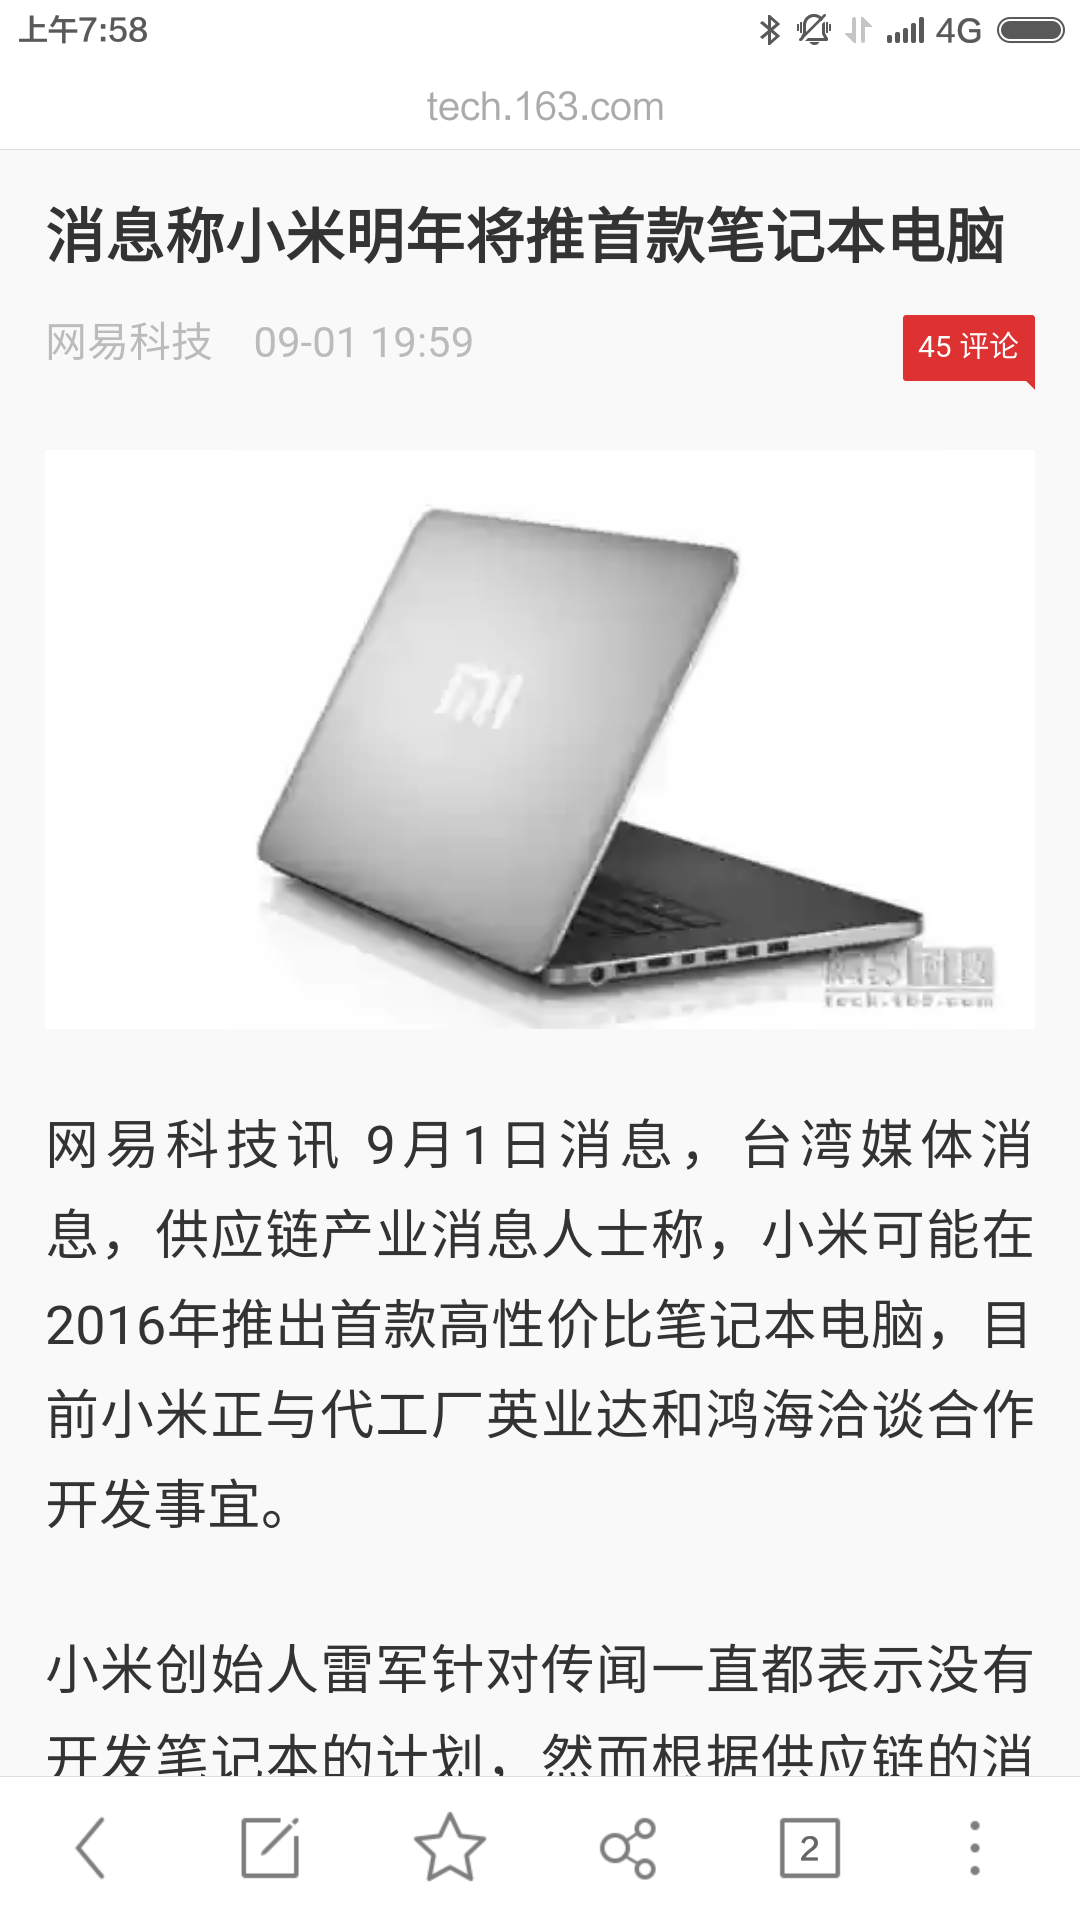 上午7:58
4G
tech.163.com
消息称小米明年将推首款笔记本电脑
网易科技 09-01 19:59
45 评论
网易科技
tech.163.com
网易科技讯 9月1日消息，台湾媒体消
息，供应链产业消息人士称，小米可能在
2016年推出首款高性价比笔记本电脑，目
前小米正与代工厂英业达和鸿海洽谈合作
开发事宜。
小米创始人雷军针对传闻一直都表示没有
开发笔记本的计划，然而根据供应链的消
2